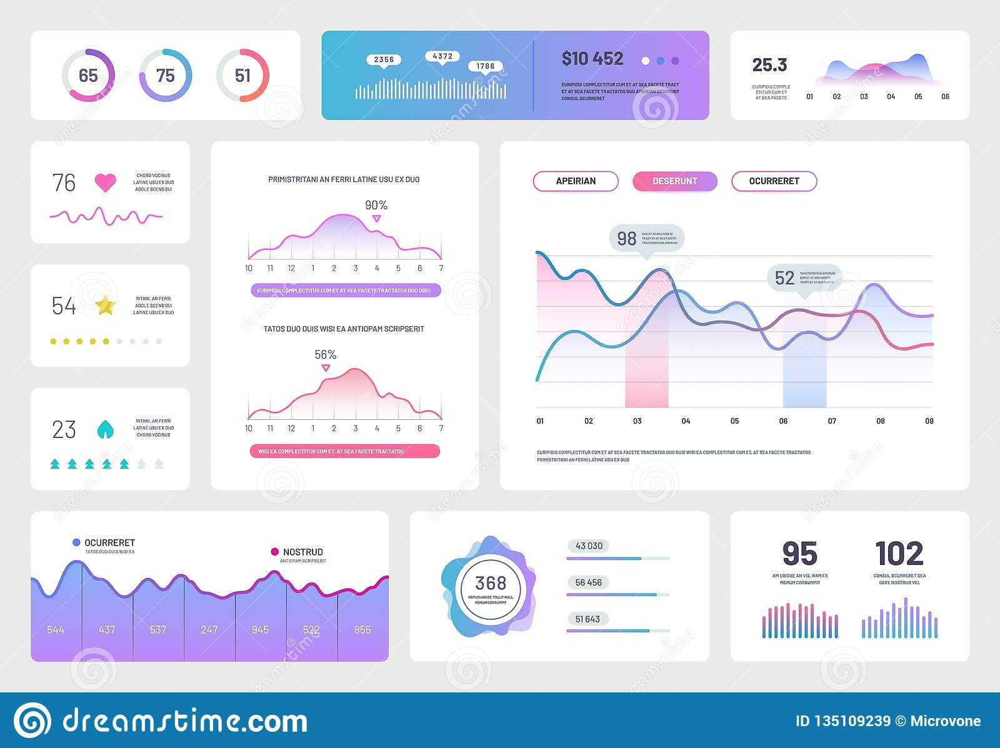 65
75
51
2356
4372
1786
$10 452
EURIPIDIS COMPLECTITUR CUM ET AT SEA FACETE TRACT
ET AT SEA FACETE TRACTATOS DUO APEIRIAN DESERUNT
CONSUL OCURRERET
25.3
EURIPIDIS COMPLE
CTITUR CUM ET
AT SEA FACETE
01 02 03 04 05 06
76
CHORO VOCIBUS
LATINE USU EX DUO
ADOLE SCENS QUI
54
RITANI, AN FERRI
ADOLE SCENS QUI
LATINE USU EX DUO
23
RITANI, AN FERRI
LATINE USU EX DUO
CHORO VOCIBUS
PRIMISTRITANI AN FERRI LATINE USU EX DUO
90%
10 11 12 1 2 3 4 5 6 7
EURIPIDIS COMPLECTITUR CUM ET AT SEA FACETE TRACTATOS DUO DUIS
TATOS DUO DUIS WISI EA ANTIOPAM SCRIPSERIT
56%
10 11 12 1 2 3 4 5 6 7
WISI EA COMPLECTITUR CUM ET, AT SEA FACETE TRACTATOS
APEIRIAN
DESERUNT
OCURRERET
98
CUM ET AT SEA FACETE
TRACT ET AT SEA FACETE
TRACTATOS DUO APEIRIAN
52
TRACTATOS DUO APEIRIAN
CUM ET AT SEA FACETE
TRACT ET AT SEA FACETE
01 02 03 04 05 06 07 08 09
EURIPIDIS COMPLECTITUR CUM ET AT SEA FACETE TRACTATOS DUO DUIS WISI EA COMPLECTITUR CUM ET, AT SEA FACETE TRACTATOS
PRIMISTRITANI AN FERRI LATINE USU EX DUO
OCURRERET
TATOS DUO DUIS WISI EA
NOSTRUD
ANTIOPAM SCRIPSERIT
544 437 537 247 945 522 855
368
REPUDIANDAE TOLLIT NULL
MORUM CORRUMPIT
43 030
56 456
51 643
95
AM UBIQUE AN VIS, NAM EX
MORUM CORRUMPIT
102
CONSUL OCURRERET SEA
GERE NOSTRUD VEL
dreamstime.com
ID 135109239 © Microvone